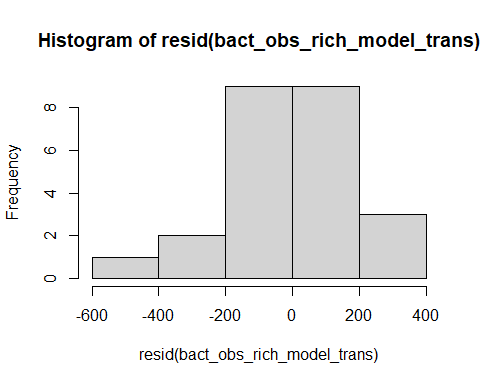 Histogram of resid(bact_obs_rich_model_trans)
Frequency
8
6
4
2
0
-600 -400 -200 0 200 400
resid(bact_obs_rich_model_trans)